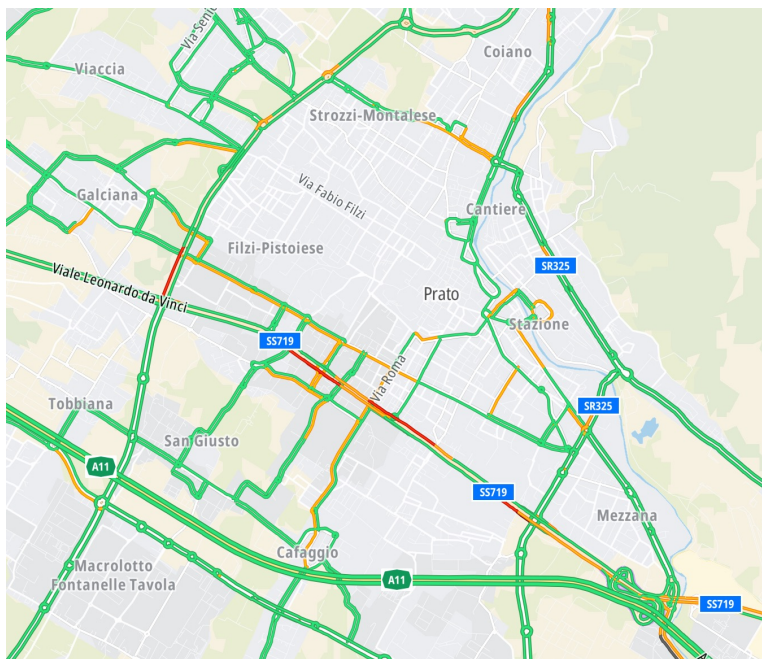 Via Senio
Coiano
Viaccia
Strozzi-Montalese
Via Fabio Filzi
Galciana
Cantiere
Filzi-Pistoiese
SR325
Viale Leonardo da Vinci
Prato
Stazione
SS719
Via Roma
Tobbiana
SR325
San Giusto
A11
SS719
Mezzana
Cafaggio
Macrolotto
Fontanelle Tavola
A11
SS719